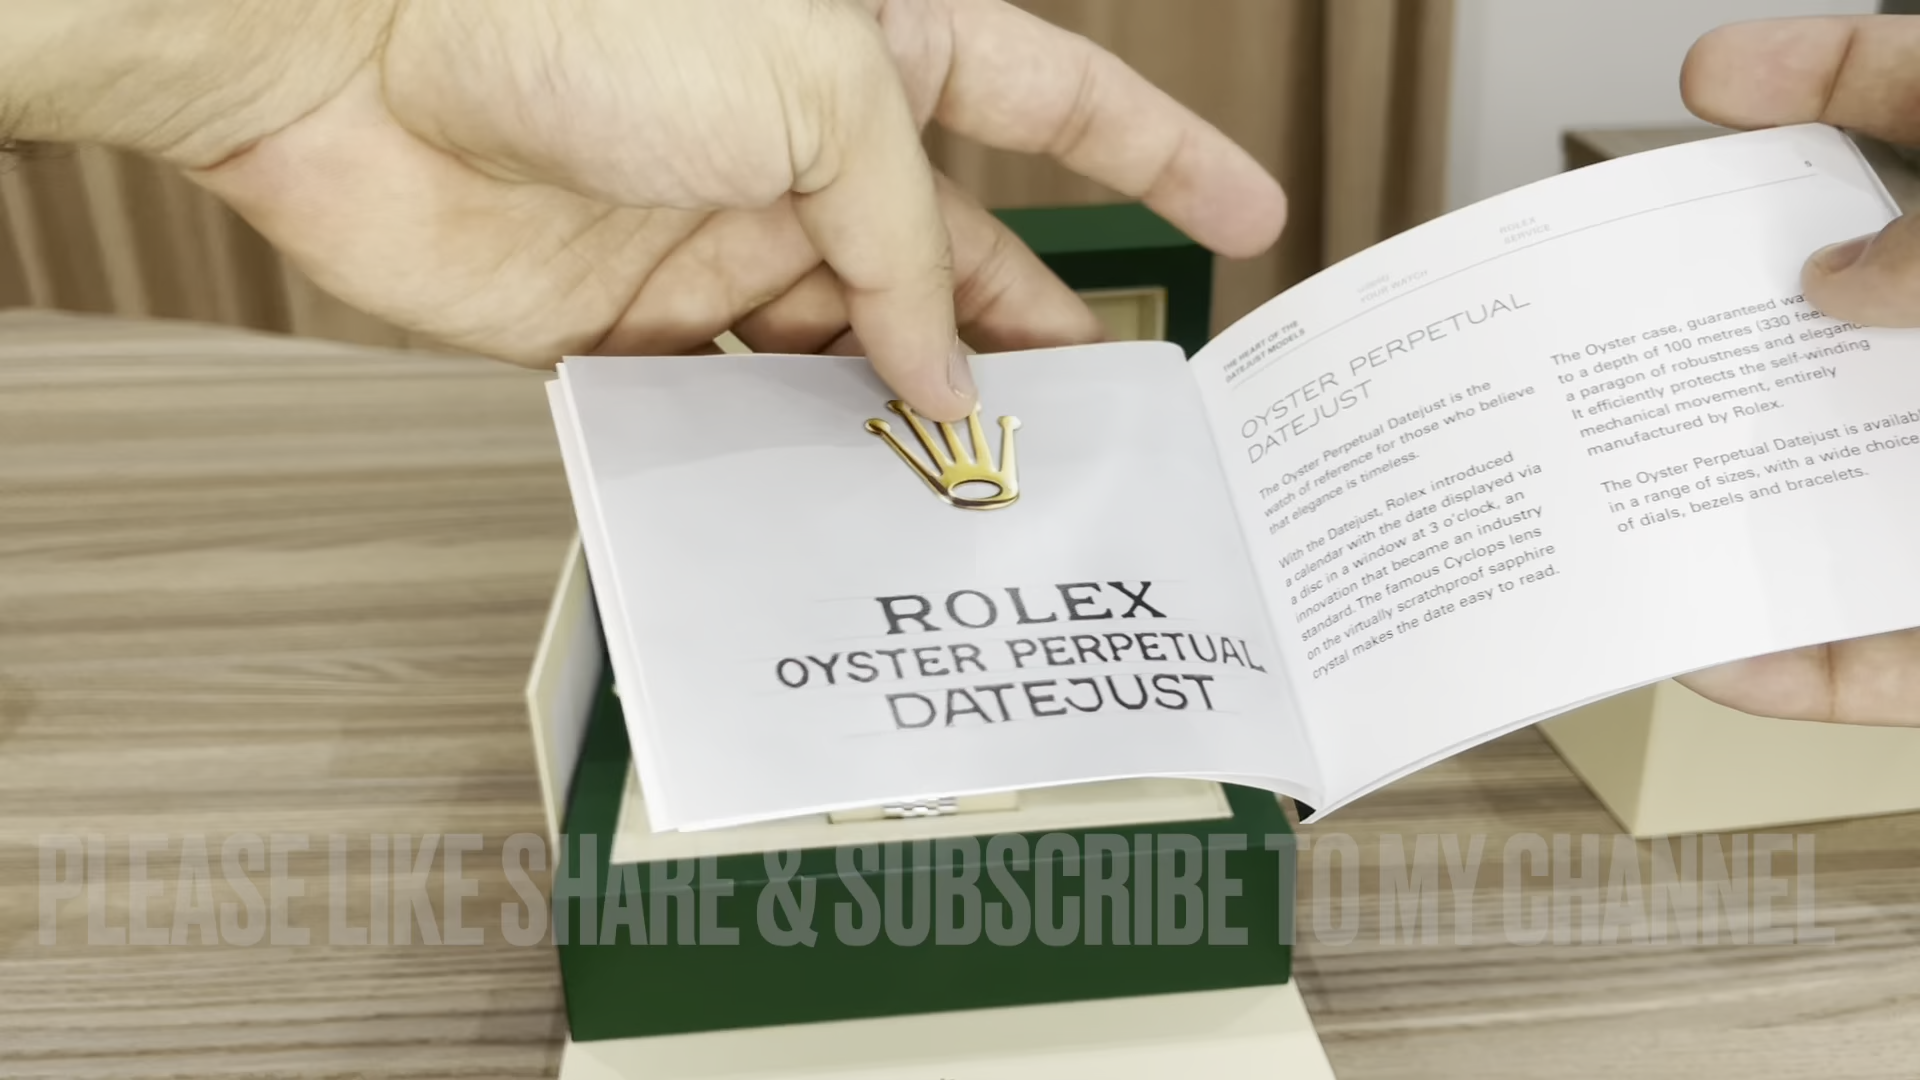 ROLEX
OYSTER PERPETUAL
DATEJUST
THE HEART OF THE
DATEJUST MODELS
YOUR WATCH
ROLEX
SERVICE
5
OYSTER PERPETUAL
DATEJUST
The Oyster Perpetual Datejust is the
watch of reference for those who believe
that elegance is timeless.
With the Datejust, Rolex introduced
a calendar with the date displayed via
a disc in a window at 3 o'clock, an
innovation that became an industry
standard. The famous Cyclops lens
on the virtually scratchproof sapphire
crystal makes the date easy to read.
The Oyster case, guaranteed
to a depth of 100 metres (330
a paragon of robustness and
It efficiently protects the self-winding
mechanical movement, entirely
manufactured by Rolex.
The Oyster Perpetual Datejust is
in a range of sizes, with a wide choice
of dials, bezels and bracelets.
PLEASE LIKE SHARE & SUBSCRIBE TO MY CHANNEL